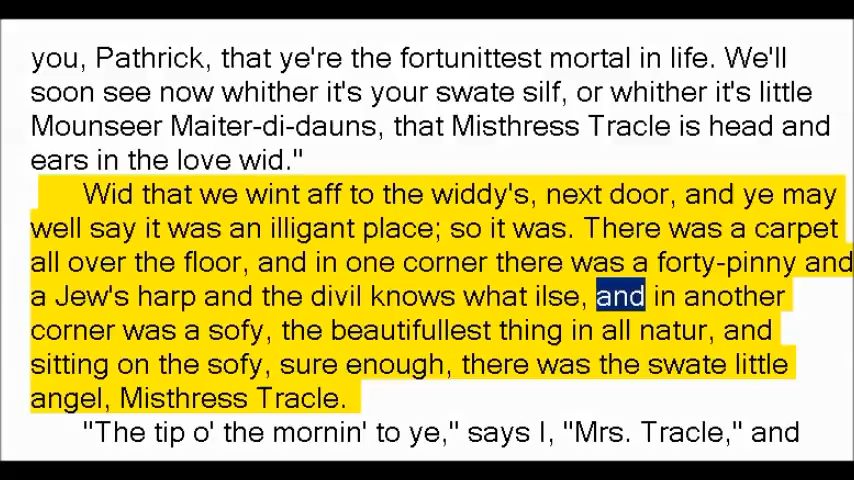 you, Pathrick, that ye're the fortunittest mortal in life. We'll
soon see now whither it's your swate silf, or whither it's little
Mounseer Maiter-di-dauns, that Misthress Tracle is head and
ears in the love wid."
Wid that we wint aff to the widdy's, next door, and ye may
well say it was an illigant place; so it was. There was a carpet
all over the floor, and in one corner there was a forty-pinny and
a Jew's harp and the divil knows what ilse, and in another
corner was a sofy, the beautifullest thing in all natur, and
sitting on the sofy, sure enough, there was the swate little
angel, Misthress Tracle.
"The tip o' the mornin' to ye," says I, "Mrs. Tracle," and